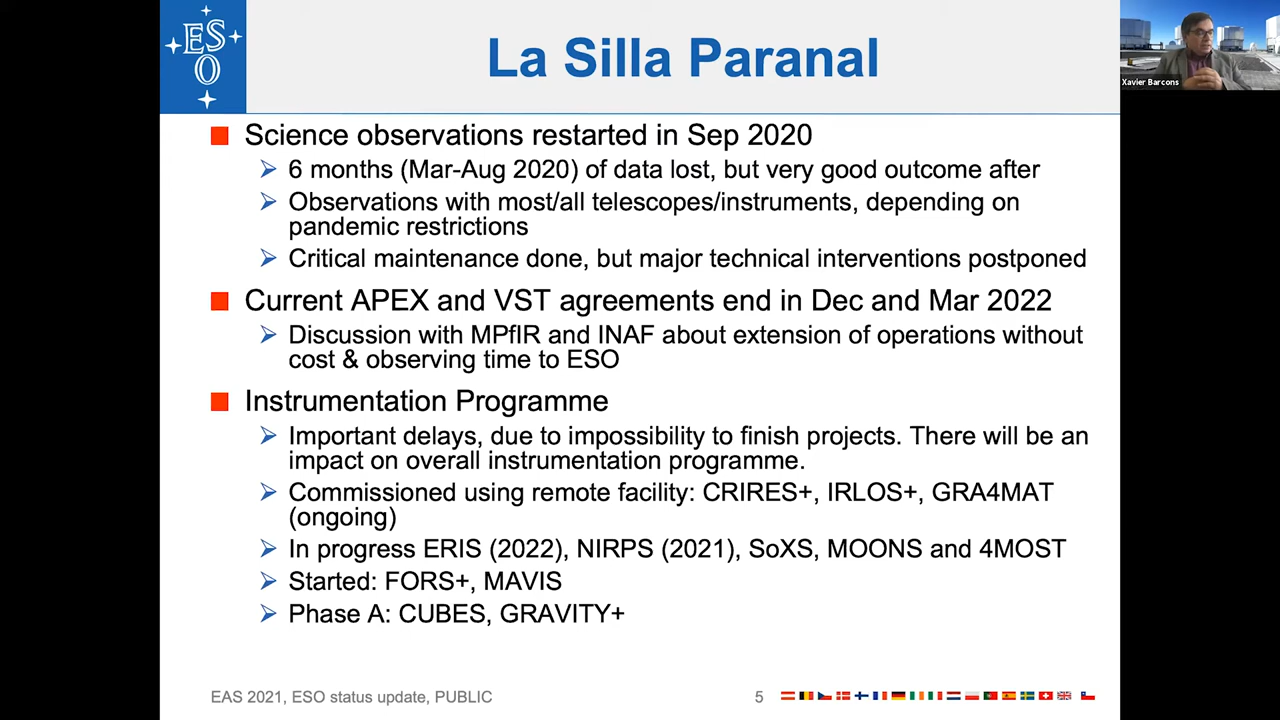 ES
O
La Silla Paranal
Xavier Barcons
Science observations restarted in Sep 2020
6 months (Mar-Aug 2020) of data lost, but very good outcome after
Observations with most/all telescopes/instruments, depending on
pandemic restrictions
Critical maintenance done, but major technical interventions postponed
Current APEX and VST agreements end in Dec and Mar 2022
Discussion with MPfIR and INAF about extension of operations without
cost & observing time to ESO
Instrumentation Programme
Important delays, due to impossibility to finish projects. There will be an
impact on overall instrumentation programme.
Commissioned using remote facility: CRIRES+, IRLOS+, GRA4MAT
(ongoing)
In progress ERIS (2022), NIRPS (2021), SoXS, MOONS and 4MOST
Started: FORS+, MAVIS
Phase A: CUBES, GRAVITY+
EAS 2021, ESO status update, PUBLIC
5